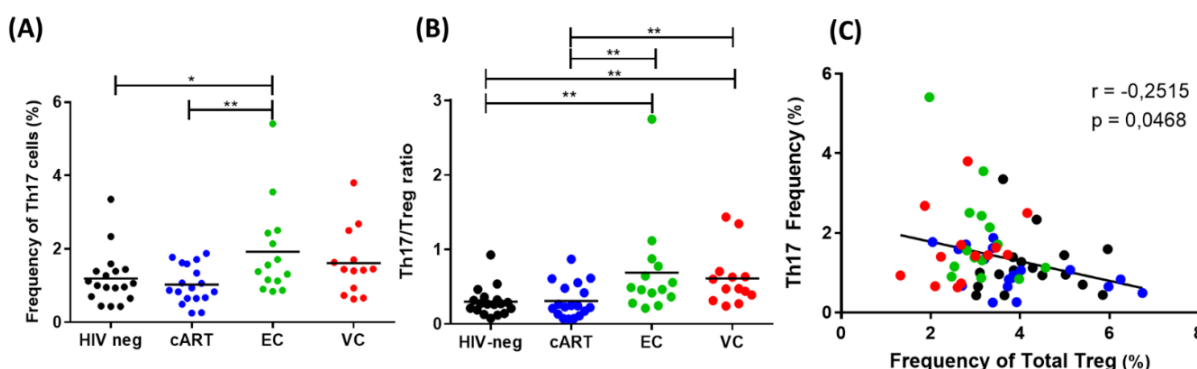 (A)
Frequency of Th17 cells (%)
6
4
2
0
*
**
HIV neg cART EC VC
(B)
Th17/Treg ratio
3
2
1
0
**
**
**
**
HIV-neg cART EC VC
(C)
Th17 Frequency (%)
6
4
2
0
r = -0,2515
p = 0,0468
0 2 4 6 8
Frequency of Total Treg (%)